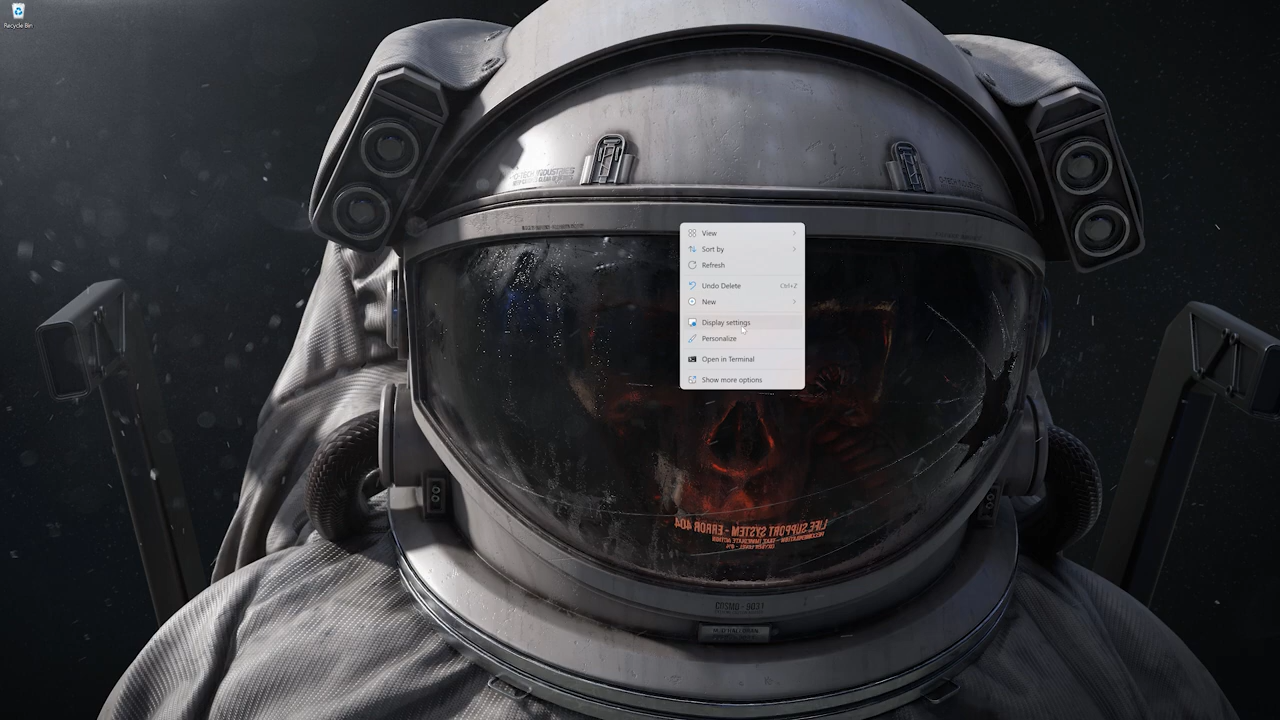 Recycle Bin
View
Sort by
Refresh
Undo Delete Ctrl+Z
New
Display settings
Personalize
Open in Terminal
Show more options
LIFE SUPPORT SYSTEM - ERROR 404